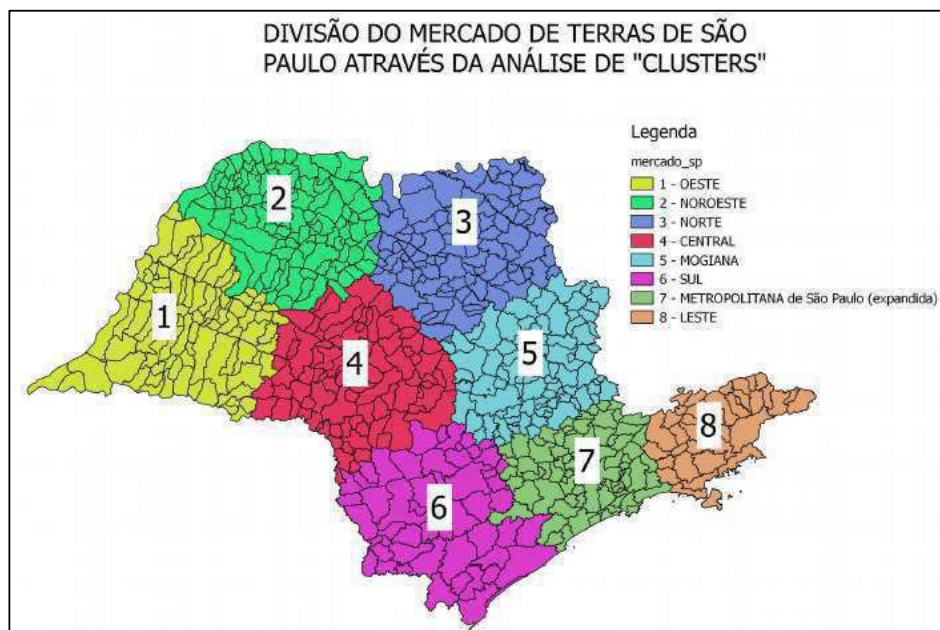 DIVISÃO DO MERCADO DE TERRAS DE SÃO
PAULO ATRAVÉS DA ANÁLISE DE "CLUSTERS"
Legenda
mercado_sp
1 - OESTE
2 - NOROESTE
3 - NORTE
4 - CENTRAL
5 - MOGIANA
6 - SUL
7 - METROPOLITANA de São Paulo (expandida)
8 - LESTE
2
3
1
4
5
8
7
6